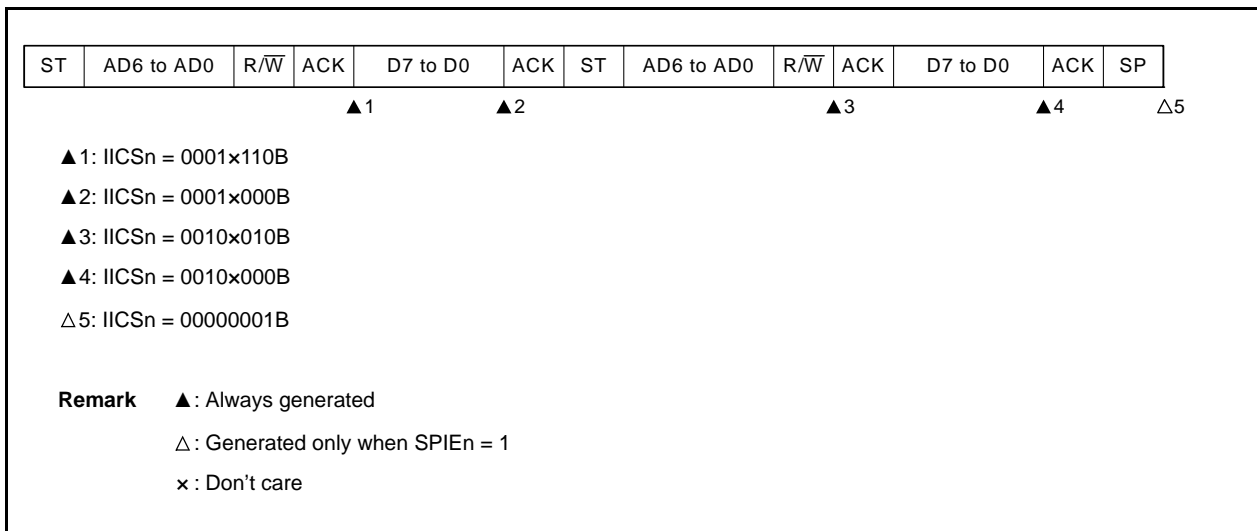 ST AD6 to AD0 R/W̅ ACK D7 to D0 ACK ST AD6 to AD0 R/W̅ ACK D7 to D0 ACK SP
▲1 ▲2 ▲3 ▲4 △5
▲1: IICSn = 0001×110B
▲2: IICSn = 0001×000B
▲3: IICSn = 0010×010B
▲4: IICSn = 0010×000B
△5: IICSn = 00000001B
Remark ▲: Always generated
△: Generated only when SPIEn = 1
×: Don't care